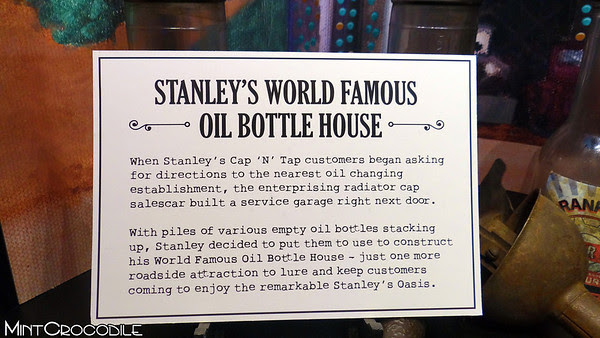 STANLEY'S WORLD FAMOUS
OIL BOTTLE HOUSE
When Stanley's Cap 'N' Tap customers began asking
for directions to the nearest oil changing
establishment, the enterprising radiator cap
salescar built a service garage right next door.
With piles of various empty oil bottles stacking
up, Stanley decided to put them to use to construct
his World Famous Oil Bottle House - just one more
roadside attraction to lure and keep customers
coming to enjoy the remarkable Stanley's Oasis.
RANA
MINTCROCODILE